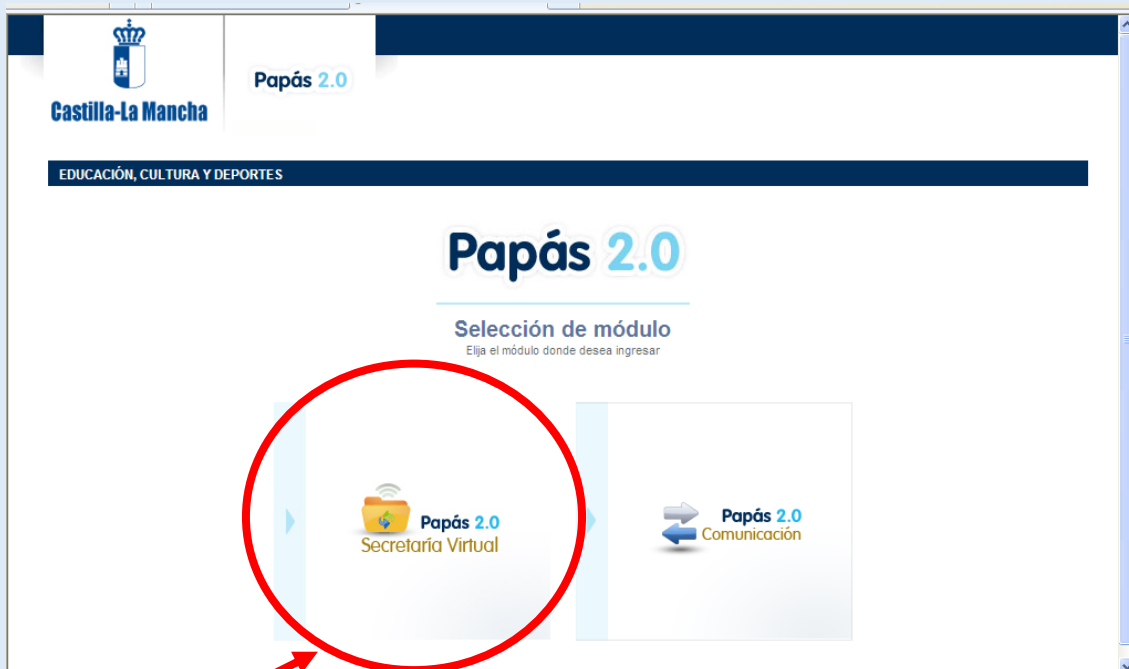 Castilla-La Mancha
Papás 2.0
EDUCACIÓN, CULTURA Y DEPORTES
Papás 2.0
Selección de módulo
Elija el módulo donde desea ingresar
Papás 2.0
Secretaría Virtual
Papás 2.0
Comunicación